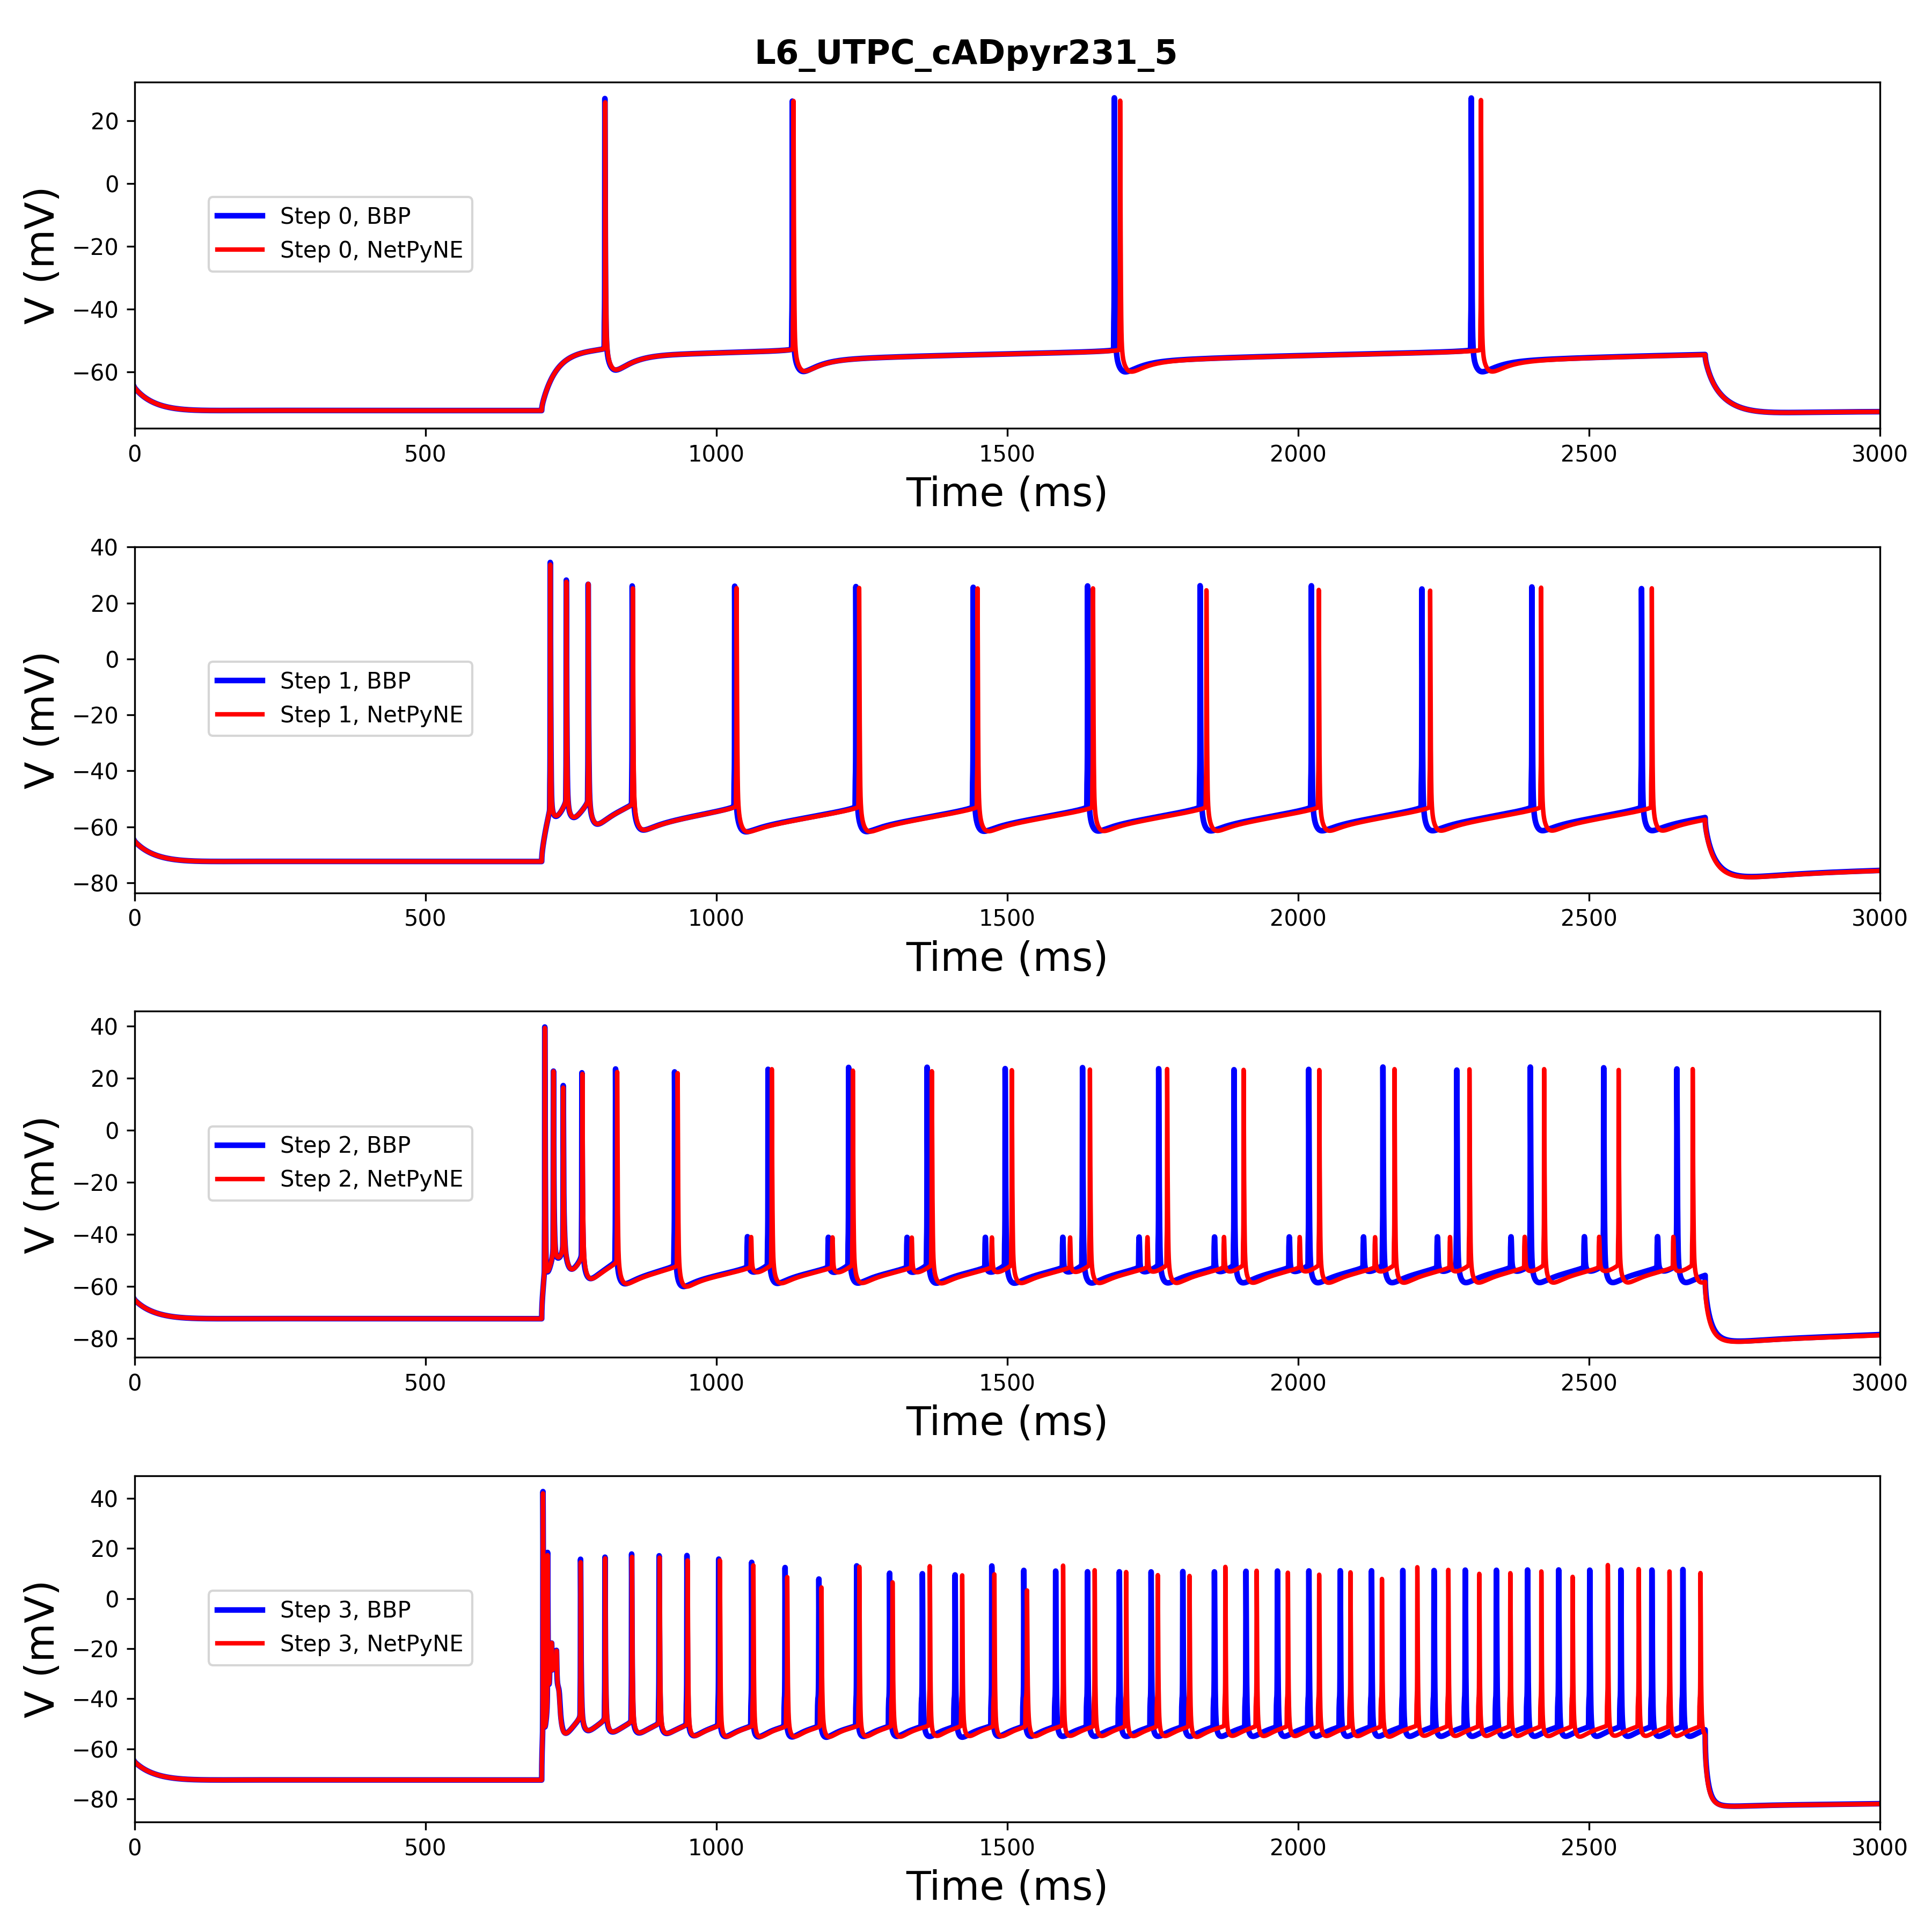 L6_UTPC_cADpyr231_5
V (mV)
20
0
−20
−40
−60
Step 0, BBP
Step 0, NetPyNE
0 500 1000 1500 2000 2500 3000
Time (ms)
V (mV)
40
20
0
−20
−40
−60
−80
Step 1, BBP
Step 1, NetPyNE
0 500 1000 1500 2000 2500 3000
Time (ms)
V (mV)
40
20
0
−20
−40
−60
−80
Step 2, BBP
Step 2, NetPyNE
0 500 1000 1500 2000 2500 3000
Time (ms)
V (mV)
40
20
0
−20
−40
−60
−80
Step 3, BBP
Step 3, NetPyNE
0 500 1000 1500 2000 2500 3000
Time (ms)